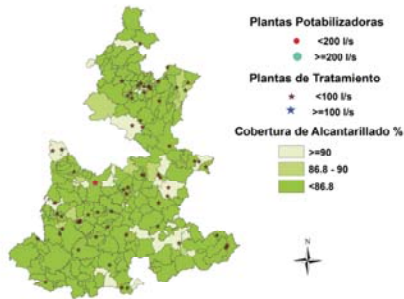 Plantas Potabilizadoras
<200 l/s
>=200 l/s
Plantas de Tratamiento
<100 l/s
>=100 l/s
Cobertura de Alcantarillado %
>=90
86.8 - 90
<86.8
N